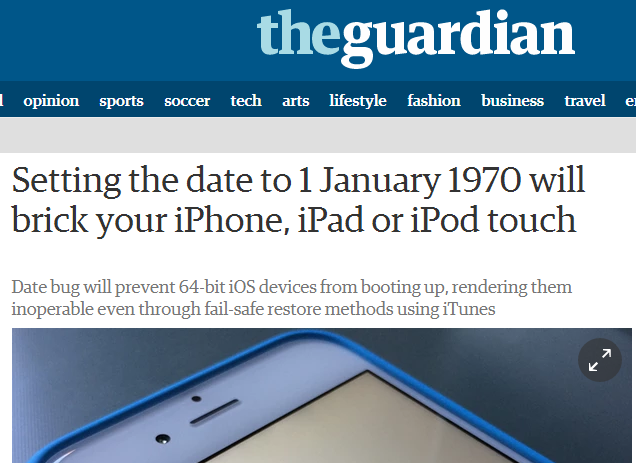 theguardian
opinion sports soccer tech arts lifestyle fashion business travel
Setting the date to 1 January 1970 will
brick your iPhone, iPad or iPod touch
Date bug will prevent 64-bit iOS devices from booting up, rendering them
inoperable even through fail-safe restore methods using iTunes